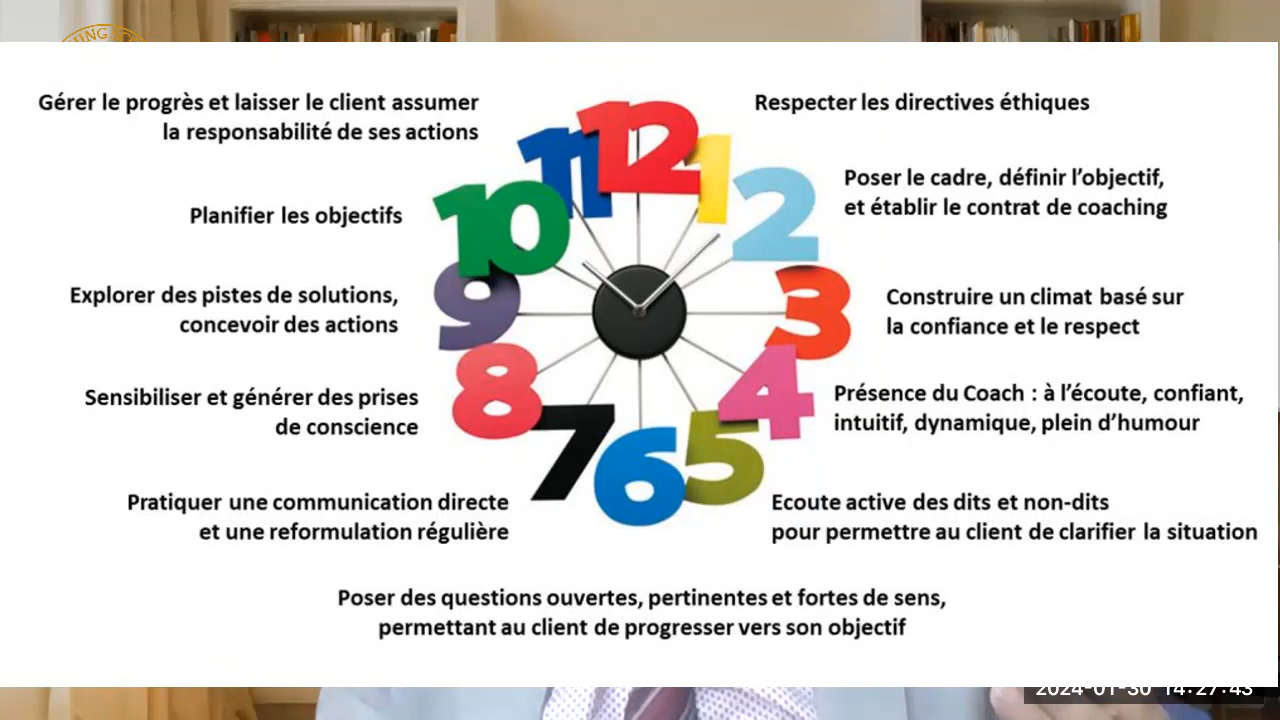 Gérer le progrès et laisser le client assumer
la responsabilité de ses actions
Planifier les objectifs
Explorer des pistes de solutions,
concevoir des actions
Sensibiliser et générer des prises
de conscience
Pratiquer une communication directe
et une reformulation régulière
12
1
2
3
4
5
6
7
8
9
10
11
Respecter les directives éthiques
Poser le cadre, définir l’objectif,
et établir le contrat de coaching
Construire un climat basé sur
la confiance et le respect
Présence du Coach : à l’écoute, confiant,
intuitif, dynamique, plein d’humour
Ecoute active des dits et non-dits
pour permettre au client de clarifier la situation
Poser des questions ouvertes, pertinentes et fortes de sens,
permettant au client de progresser vers son objectif
2024-01-30 14:27:43